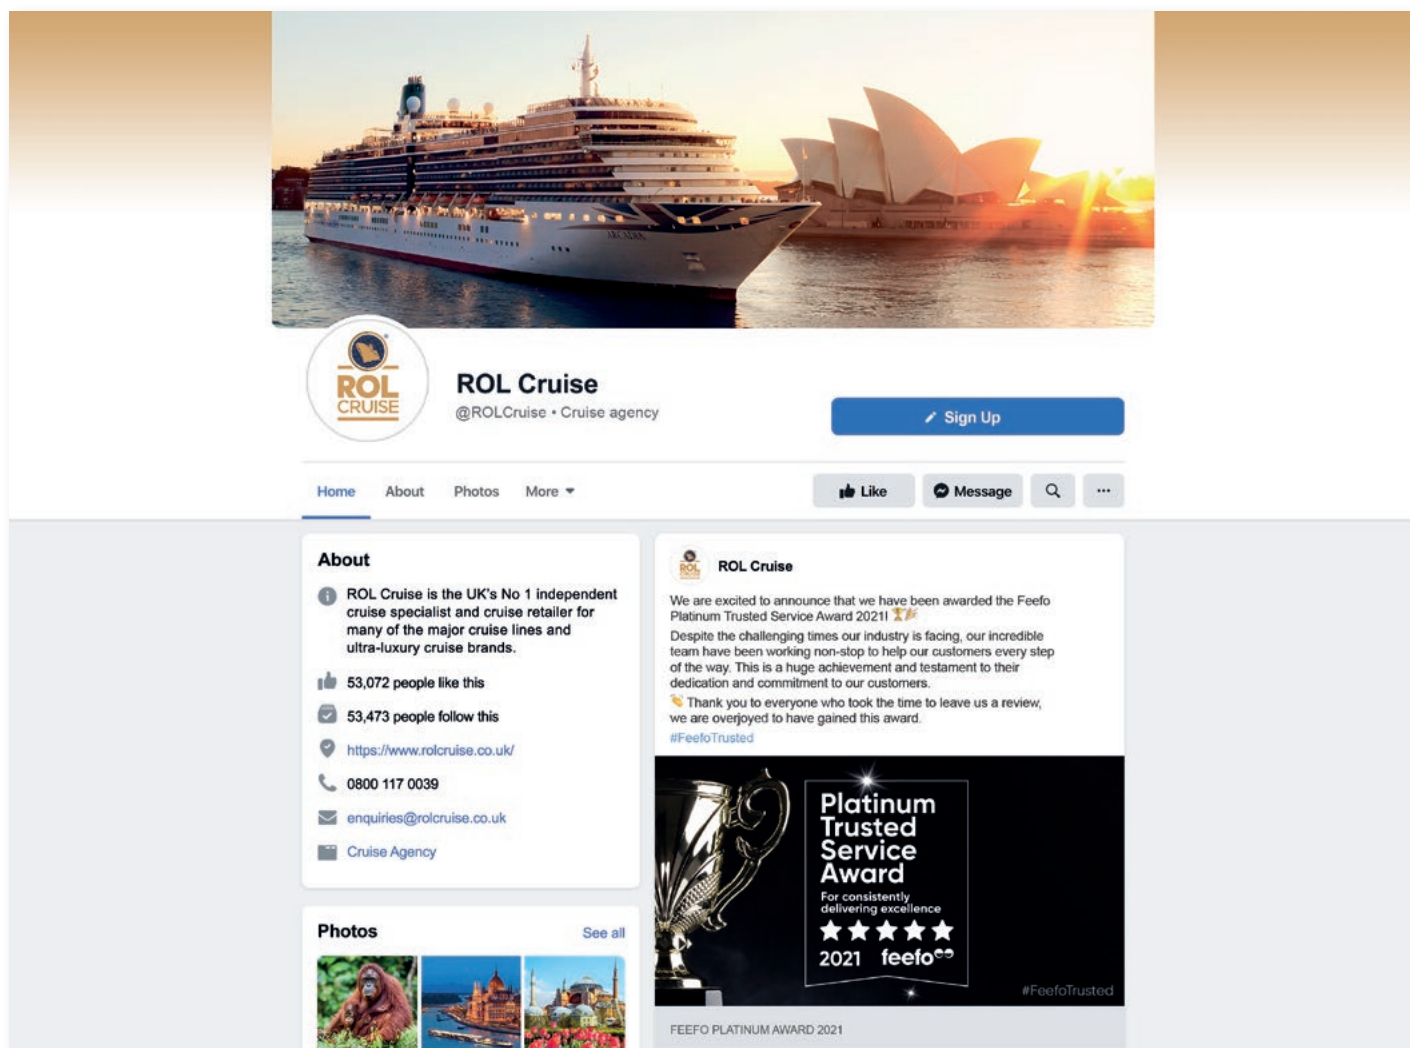 ARCADIA
ROL
CRUISE
ROL Cruise
@ROLCruise • Cruise agency
Sign Up
Home
About
Photos
More
Like
Message
About
ROL Cruise is the UK's No 1 independent
cruise specialist and cruise retailer for
many of the major cruise lines and
ultra-luxury cruise brands.
53,072 people like this
53,473 people follow this
https://www.rolcruise.co.uk/
0800 117 0039
enquiries@rolcruise.co.uk
Cruise Agency
Photos
See all
ROL
CRUISE
ROL Cruise
We are excited to announce that we have been awarded the Feefo
Platinum Trusted Service Award 2021! 🏆🎉
Despite the challenging times our industry is facing, our incredible
team have been working non-stop to help our customers every step
of the way. This is a huge achievement and testament to their
dedication and commitment to our customers.
👏 Thank you to everyone who took the time to leave us a review,
we are overjoyed to have gained this award.
#FeefoTrusted
Platinum
Trusted
Service
Award
For consistently
delivering excellence
2021 feefo
#FeefoTrusted
FEEFO PLATINUM AWARD 2021